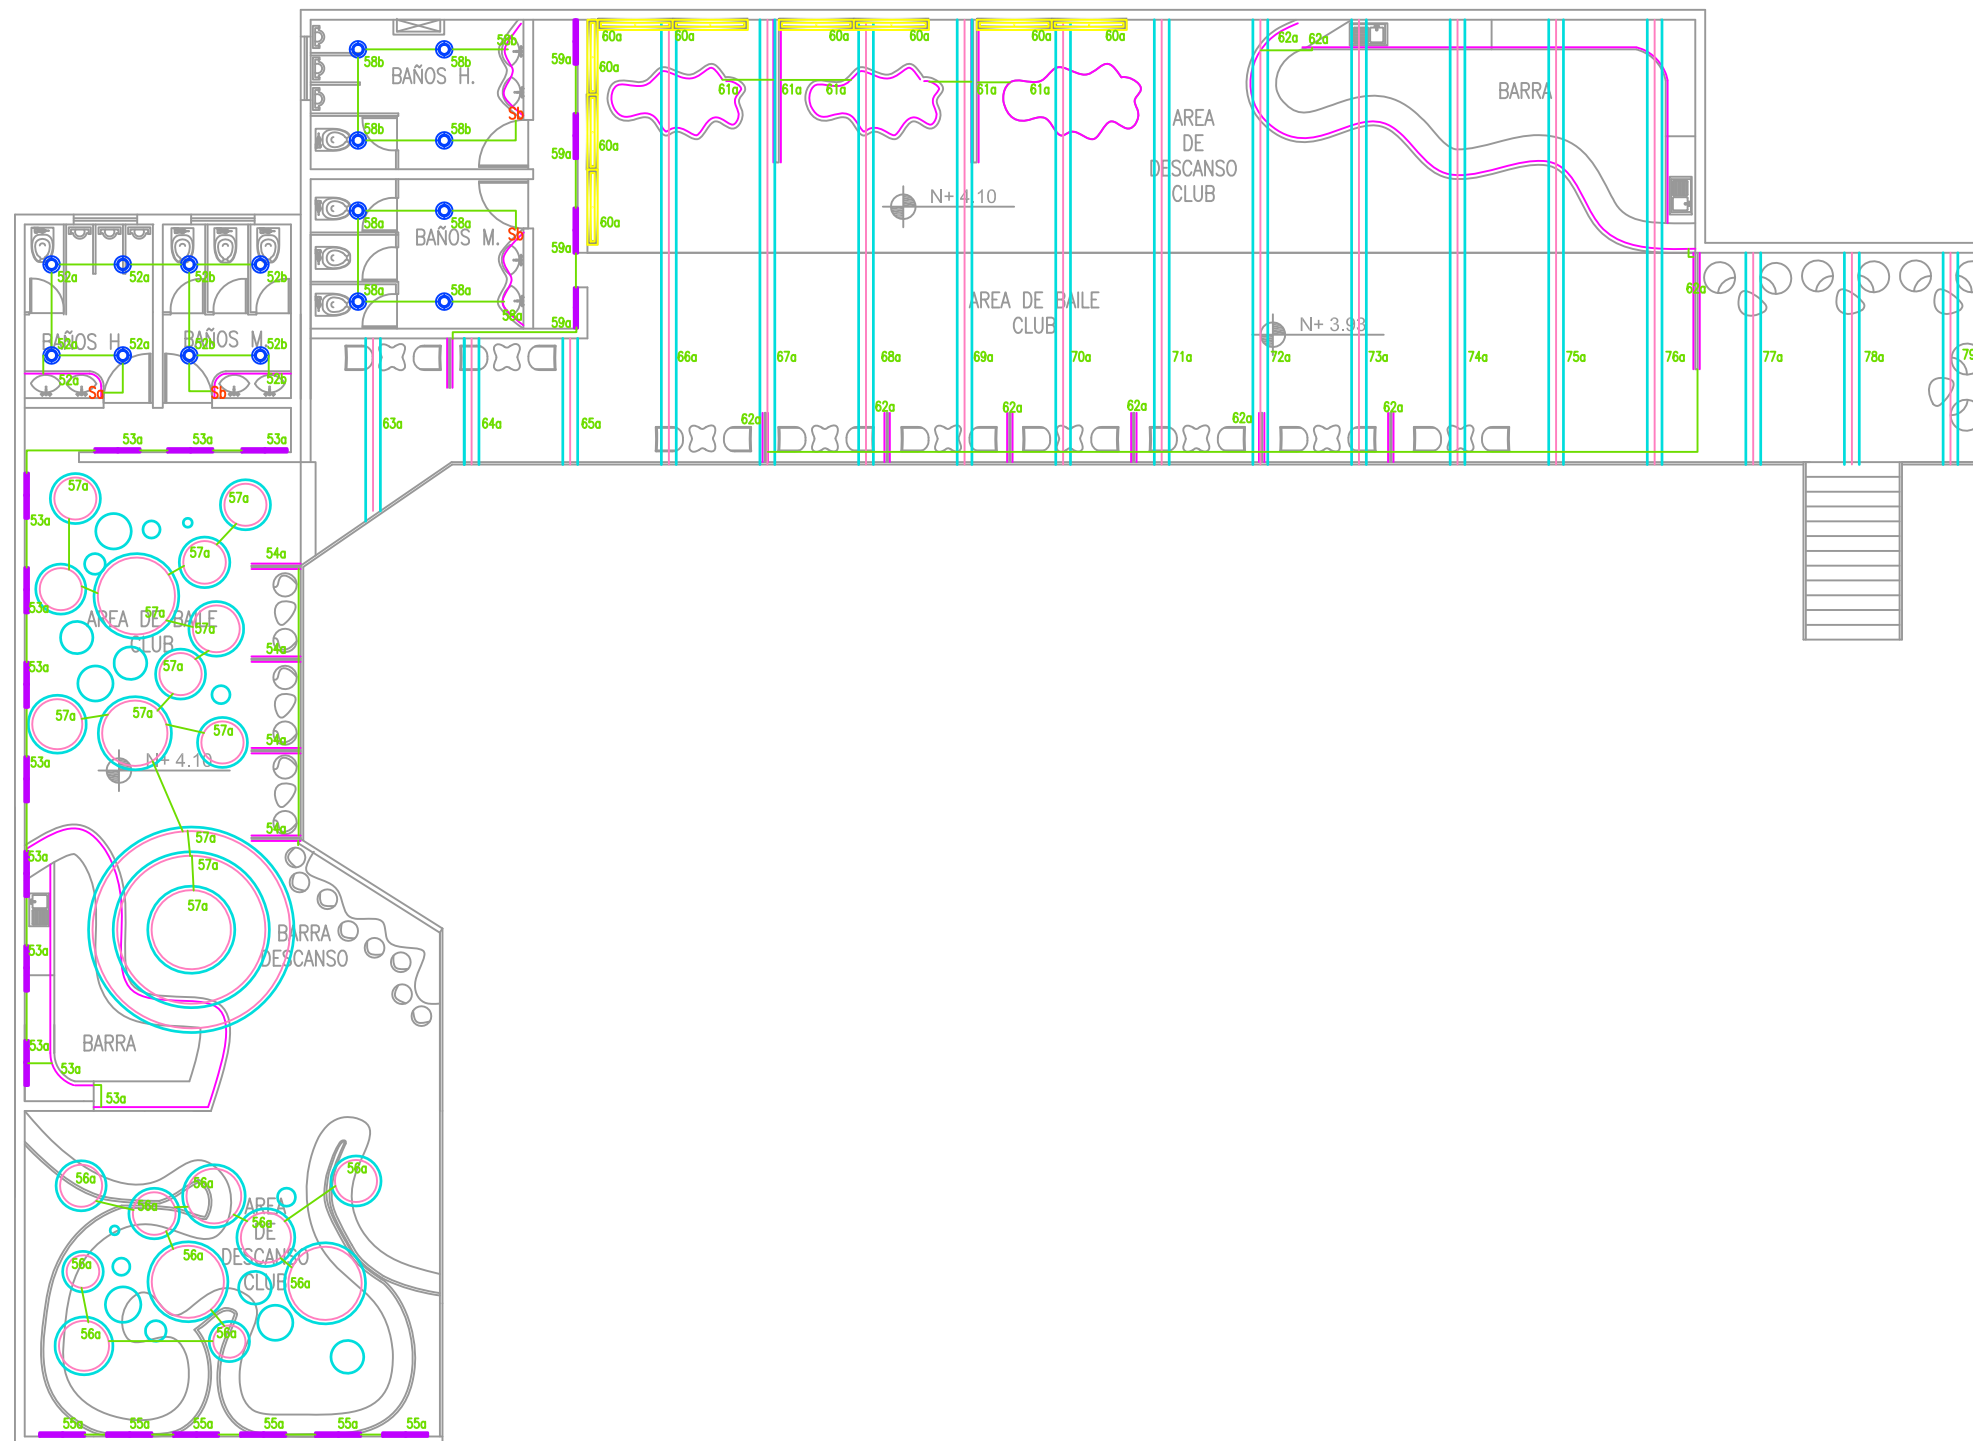 60a 60a 60a 60a 60a 60a
58b
62a 62a
59a
58b 58b
60a
BAÑOS H.
61a 61a 61a 61a 61a
BARRA
Sb
AREA
DE
DESCANSO
CLUB
58b 58b
60a
59a
N+ 4.10
58a 58a
60a
Sb
BAÑOS M.
59a
52a 52a 52b 52b
62a
58a 58a
AREA DE BAILE
CLUB
58a
59a
N+ 3.93
BAÑOS H.
BAÑOS M.
52a 52a 52b 52b
66a 67a 68a 69a 70a 71a 72a 73a 74a 75a 76a 77a 78a 79
52a 52b
Sa Sb
62a 62a 62a 62a 62a 62a
63a 64a 65a
53a 53a 53a
57a
57a
53a
57a
54a
53a
57a
AREA DE BAILE
CLUB
57a
54a
53a
57a
57a 57a
57a
54a
N+ 4.10
53a
54a
57a
53a
57a
57a
BARRA
DESCANSO
53a
BARRA
53a
53a
53a
56a
56a
56a
56a
AREA
DE
DESCANSO
CLUB
56a
56a
56a
56a
56a
56a
55a 55a 55a 55a 55a 55a